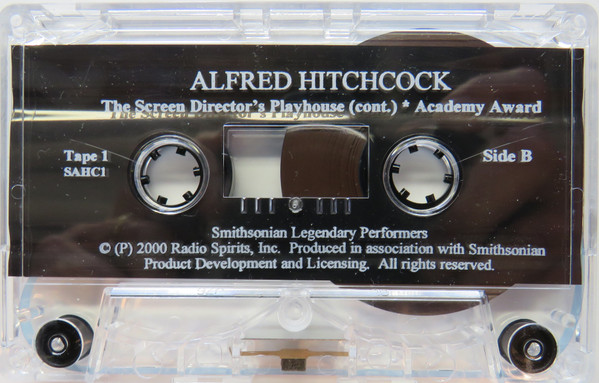 ALFRED HITCHCOCK
The Screen Director's Playhouse (cont.) * Academy Award
Tape 1
SAHC1
Side B
Smithsonian Legendary Performers
© (P) 2000 Radio Spirits, Inc. Produced in association with Smithsonian
Product Development and Licensing. All rights reserved.